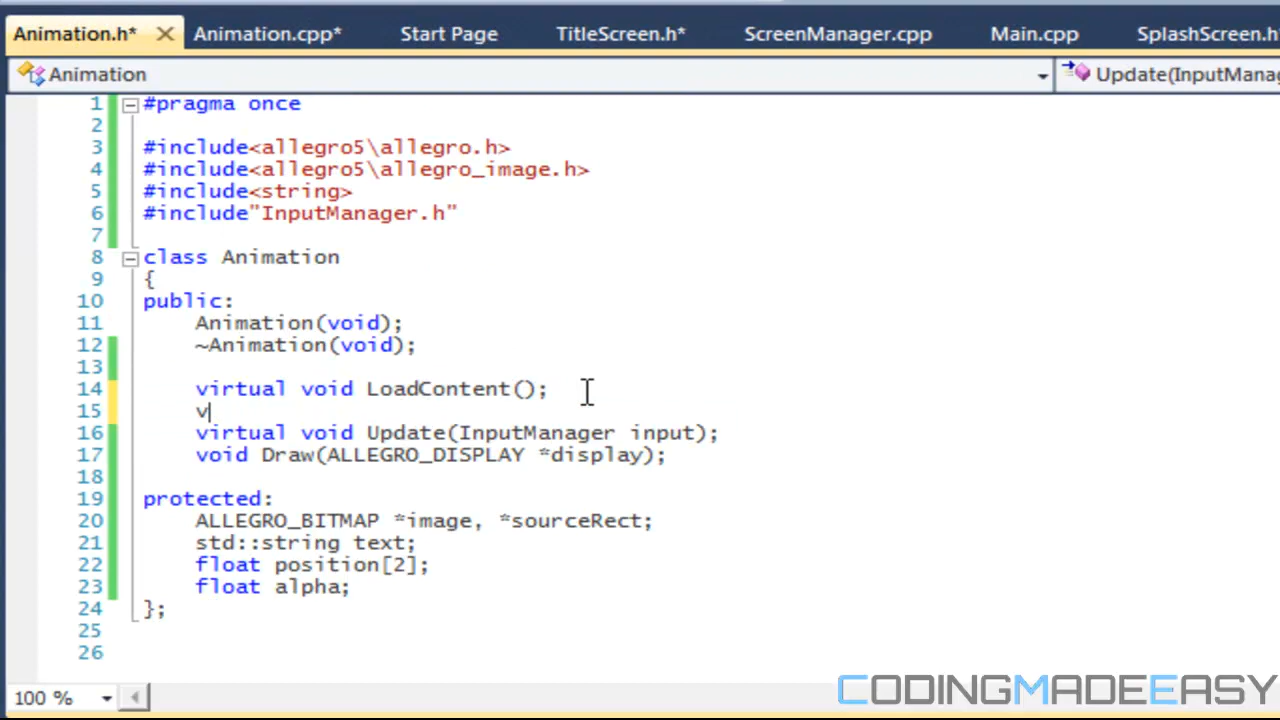 Animation.h* Animation.cpp* Start Page TitleScreen.h* ScreenManager.cpp Main.cpp SplashScreen.h
Animation Update(InputManag
1 #pragma once
2
3 #include<allegro5\allegro.h>
4 #include<allegro5\allegro_image.h>
5 #include<string>
6 #include"InputManager.h"
7
8 class Animation
9 {
10 public:
11 Animation(void);
12 ~Animation(void);
13
14 virtual void LoadContent();
15 v
16 virtual void Update(InputManager input);
17 void Draw(ALLEGRO_DISPLAY *display);
18
19 protected:
20 ALLEGRO_BITMAP *image, *sourceRect;
21 std::string text;
22 float position[2];
23 float alpha;
24 };
25
26
100 %
CODINGMADEEASY